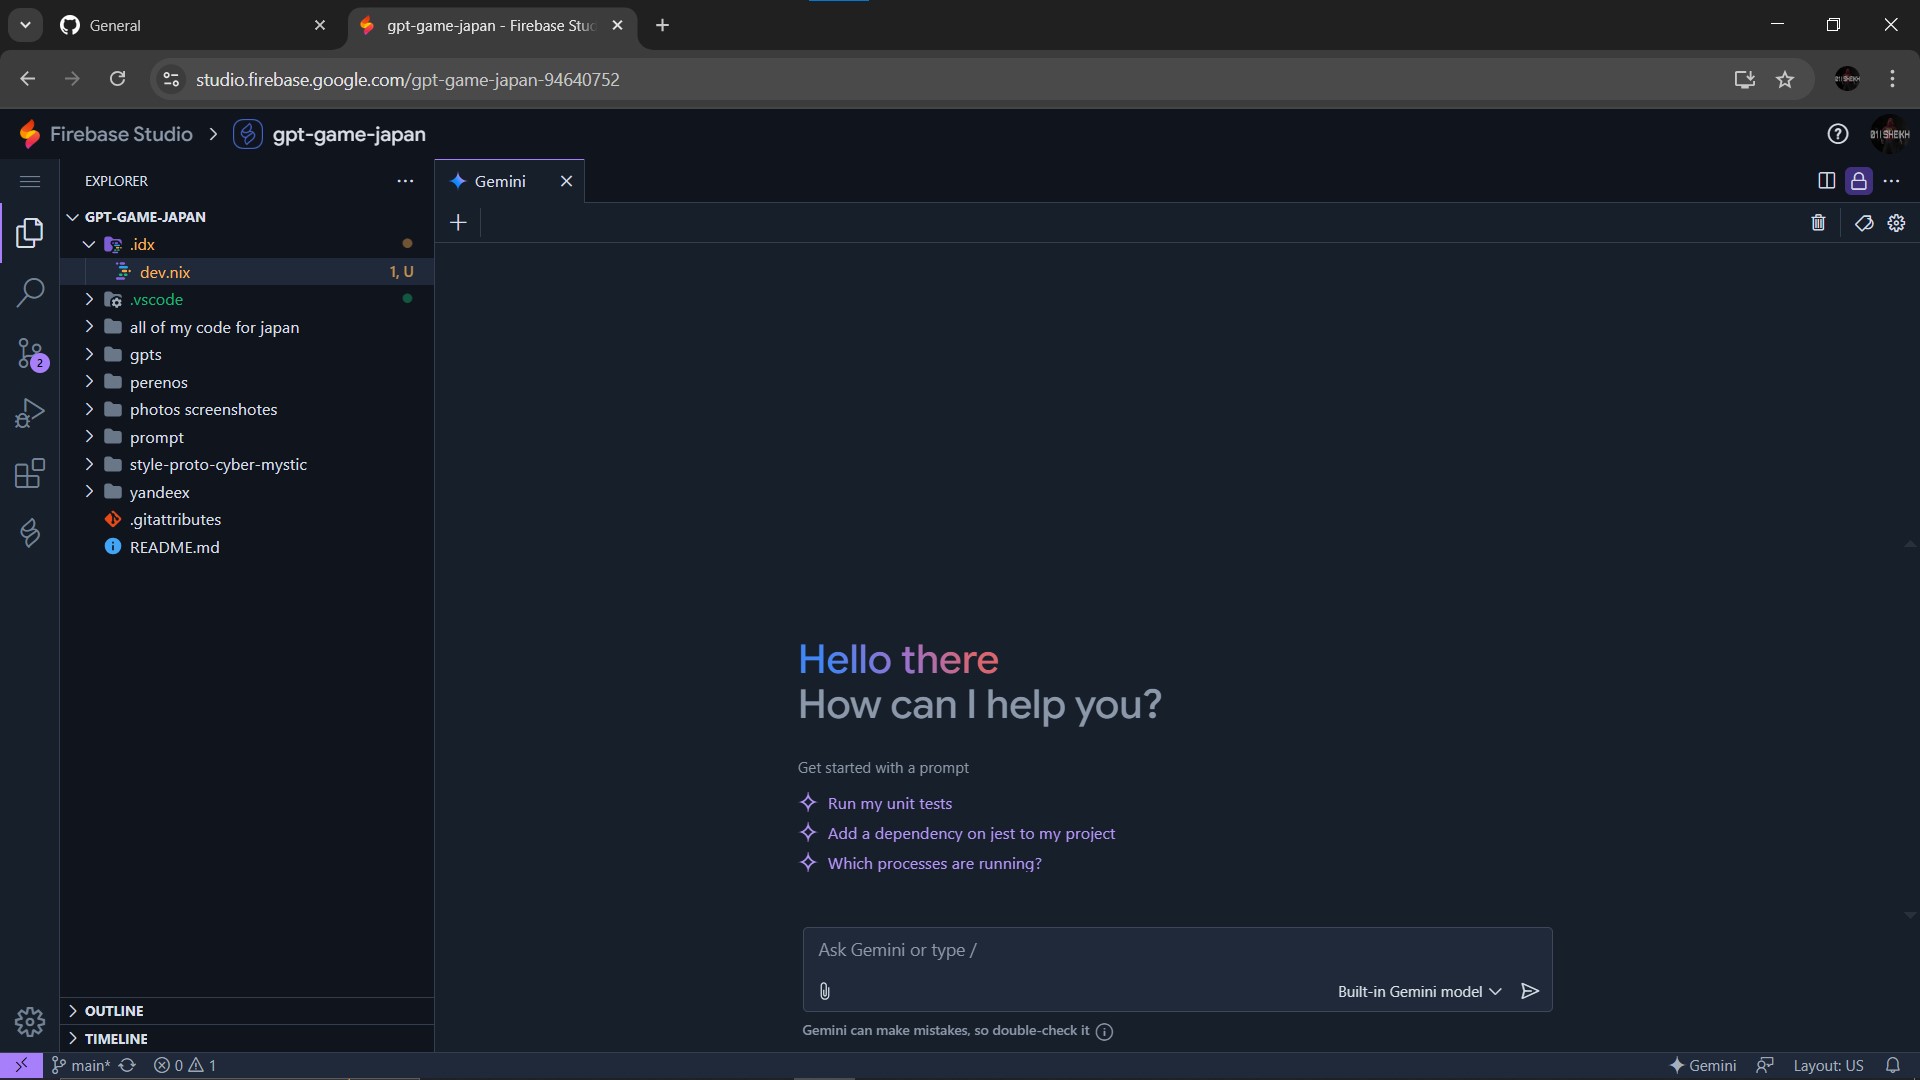 General
gpt-game-japan - Firebase Stud
studio.firebase.google.com/gpt-game-japan-94640752
Firebase Studio
gpt-game-japan
01|SHEIKH
EXPLORER
Gemini
GPT-GAME-JAPAN
.idx
dev.nix
1, U
.vscode
all of my code for japan
gpts
2
perenos
photos screenshotes
prompt
style-proto-cyber-mystic
yandeex
.gitattributes
README.md
Hello there
How can I help you?
Get started with a prompt
Run my unit tests
Add a dependency on jest to my project
Which processes are running?
Ask Gemini or type /
Built-in Gemini model
Gemini can make mistakes, so double-check it
OUTLINE
TIMELINE
main*
0
1
Gemini
Layout: US